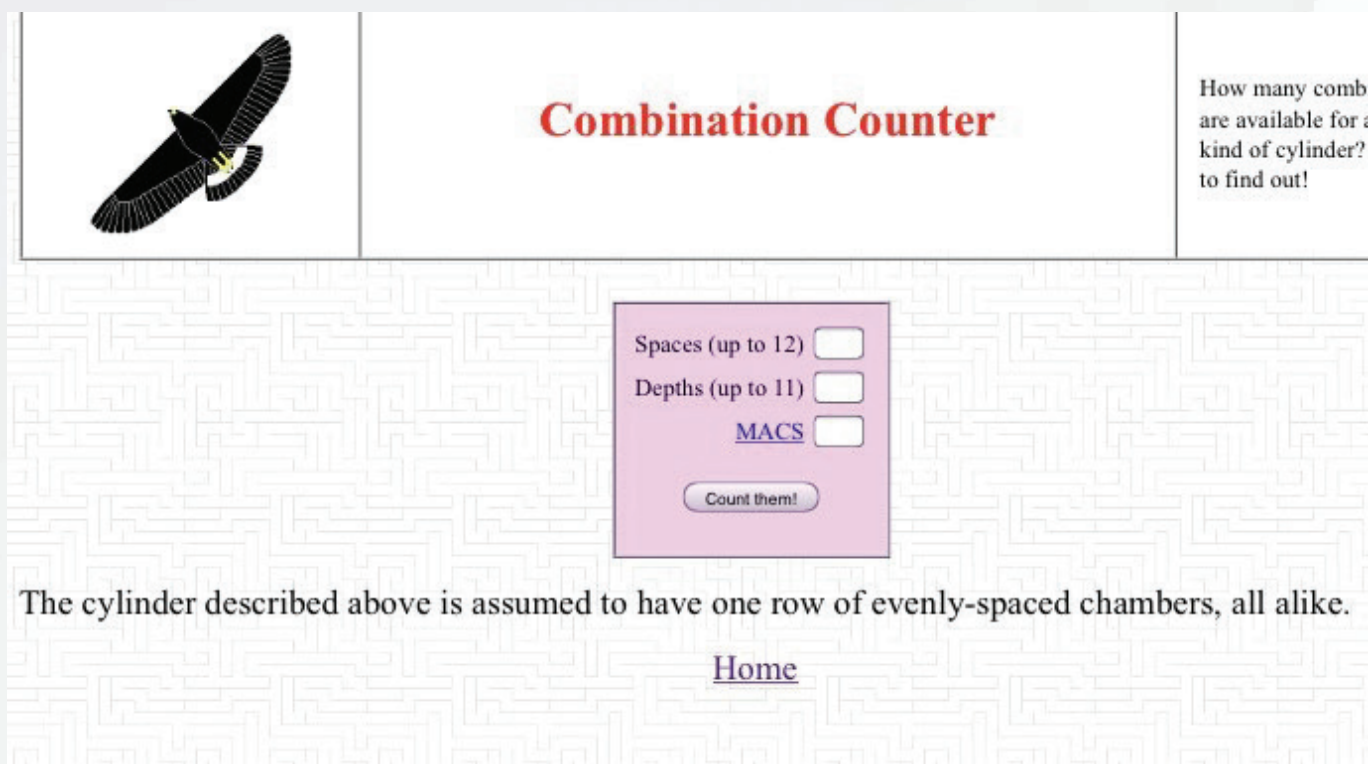 Combination Counter
How many comb
are available for a
kind of cylinder?
to find out!
Spaces (up to 12)
Depths (up to 11)
MACS
Count them!
The cylinder described above is assumed to have one row of evenly-spaced chambers, all alike.
Home